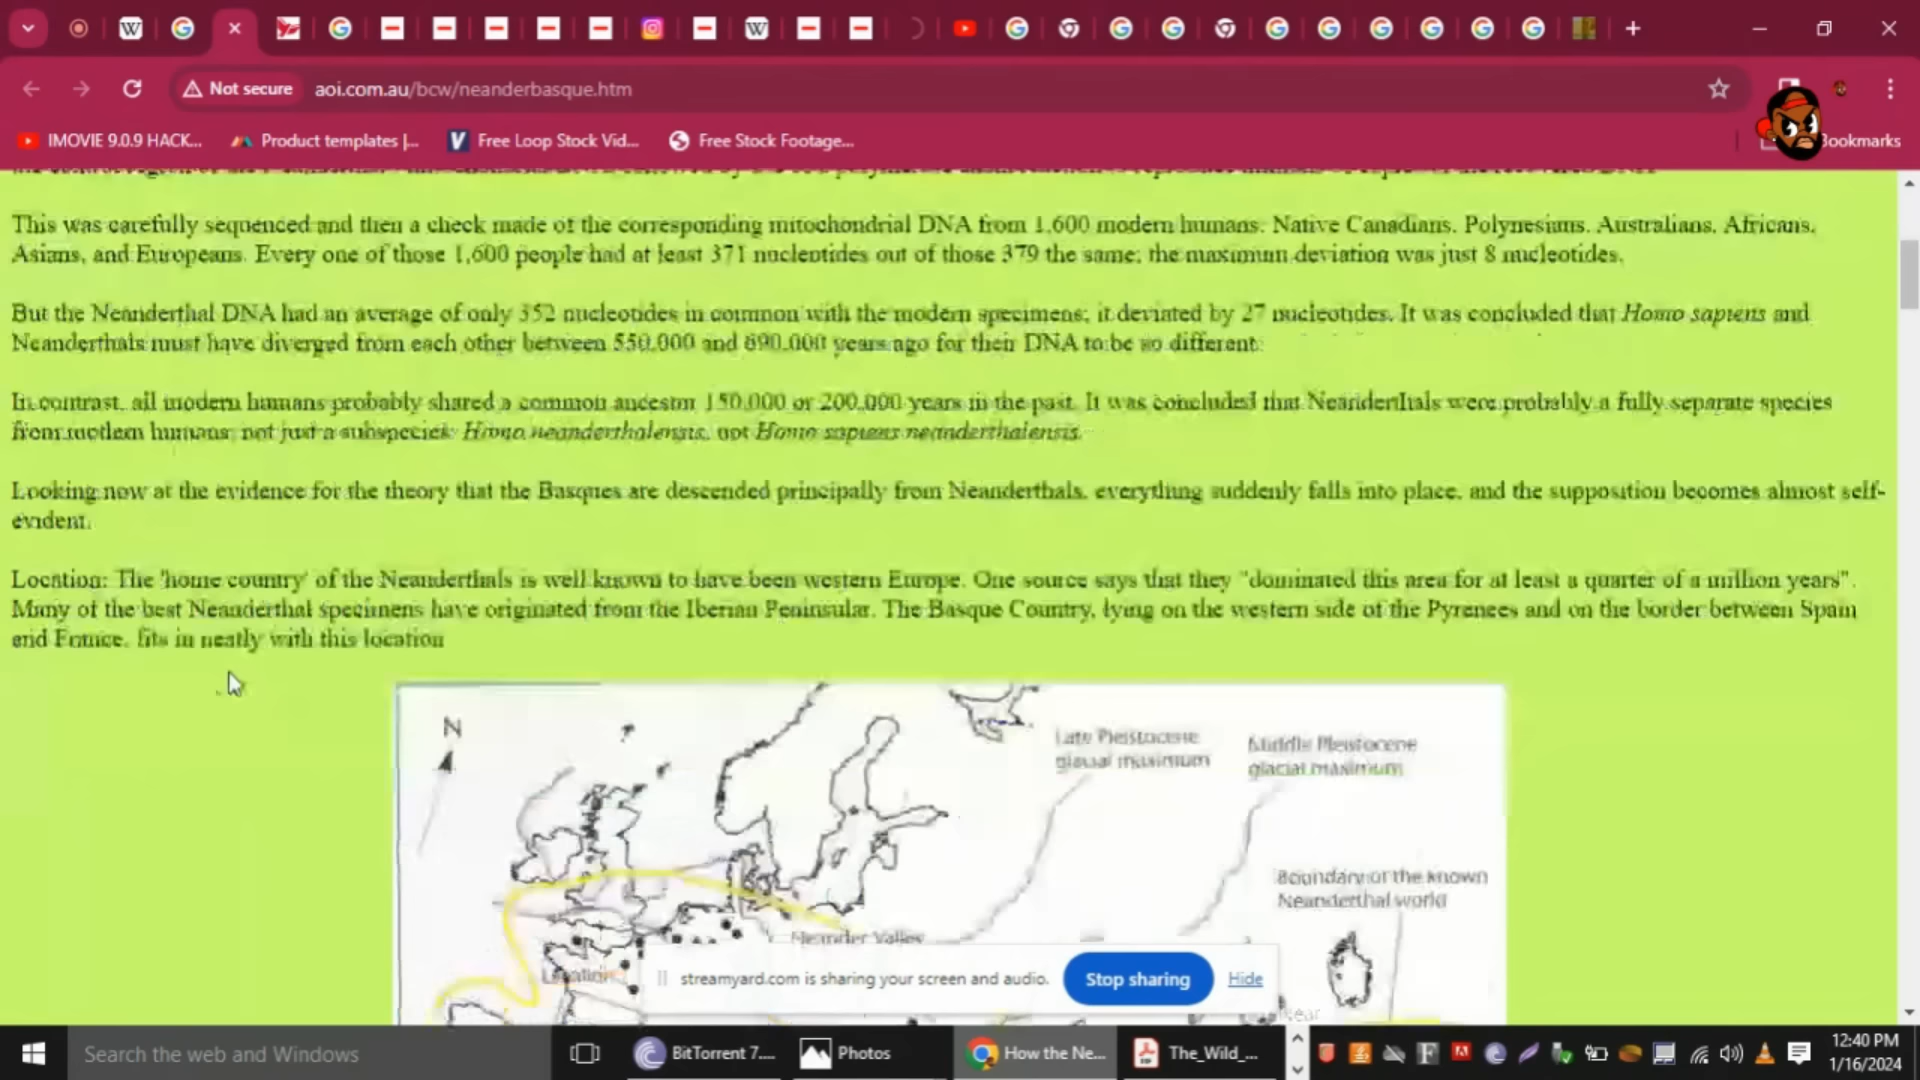 Not secure
aoi.com.au/bcw/neanderbasque.htm
IMOVIE 9.0.9 HACK...
Product templates |...
Free Loop Stock Vid...
Free Stock Footage...
Bookmarks
This was carefully sequenced and then a check made of the corresponding mitochondrial DNA from 1,600 modern humans: Native Canadians, Polynesians, Australians, Africans,
Asians, and Europeans. Every one of those 1,600 people had at least 371 nucleotides out of those 379 the same; the maximum deviation was just 8 nucleotides.
But the Neanderthal DNA had an average of only 352 nucleotides in common with the modern specimens; it deviated by 27 nucleotides. It was concluded that Homo sapiens and
Neanderthals must have diverged from each other between 550,000 and 690,000 years ago for their DNA to be so different.
In contrast, all modern humans probably shared a common ancestor 150,000 or 200,000 years in the past. It was concluded that Neanderthals were probably a fully separate species
from modern humans, not just a subspecies: Homo neanderthalensis, not Homo sapiens neanderthalensis.
Looking now at the evidence for the theory that the Basques are descended principally from Neanderthals, everything suddenly falls into place, and the supposition becomes almost self-
evident.
Location: The 'home country' of the Neanderthals is well known to have been western Europe. One source says that they "dominated this area for at least a quarter of a million years".
Many of the best Neanderthal specimens have originated from the Iberian Peninsular. The Basque Country, lying on the western side of the Pyrenees and on the border between Spain
and France, fits in neatly with this location
N
Late Pleistocene
glacial maximum
Middle Pleistocene
glacial maximum
Boundary of the known
Neanderthal world
Neander Valley
streamyard.com is sharing your screen and audio.
Stop sharing
Hide
Near
Search the web and Windows
BitTorrent 7....
Photos
How the Ne...
The_Wild_...
12:40 PM
1/16/2024